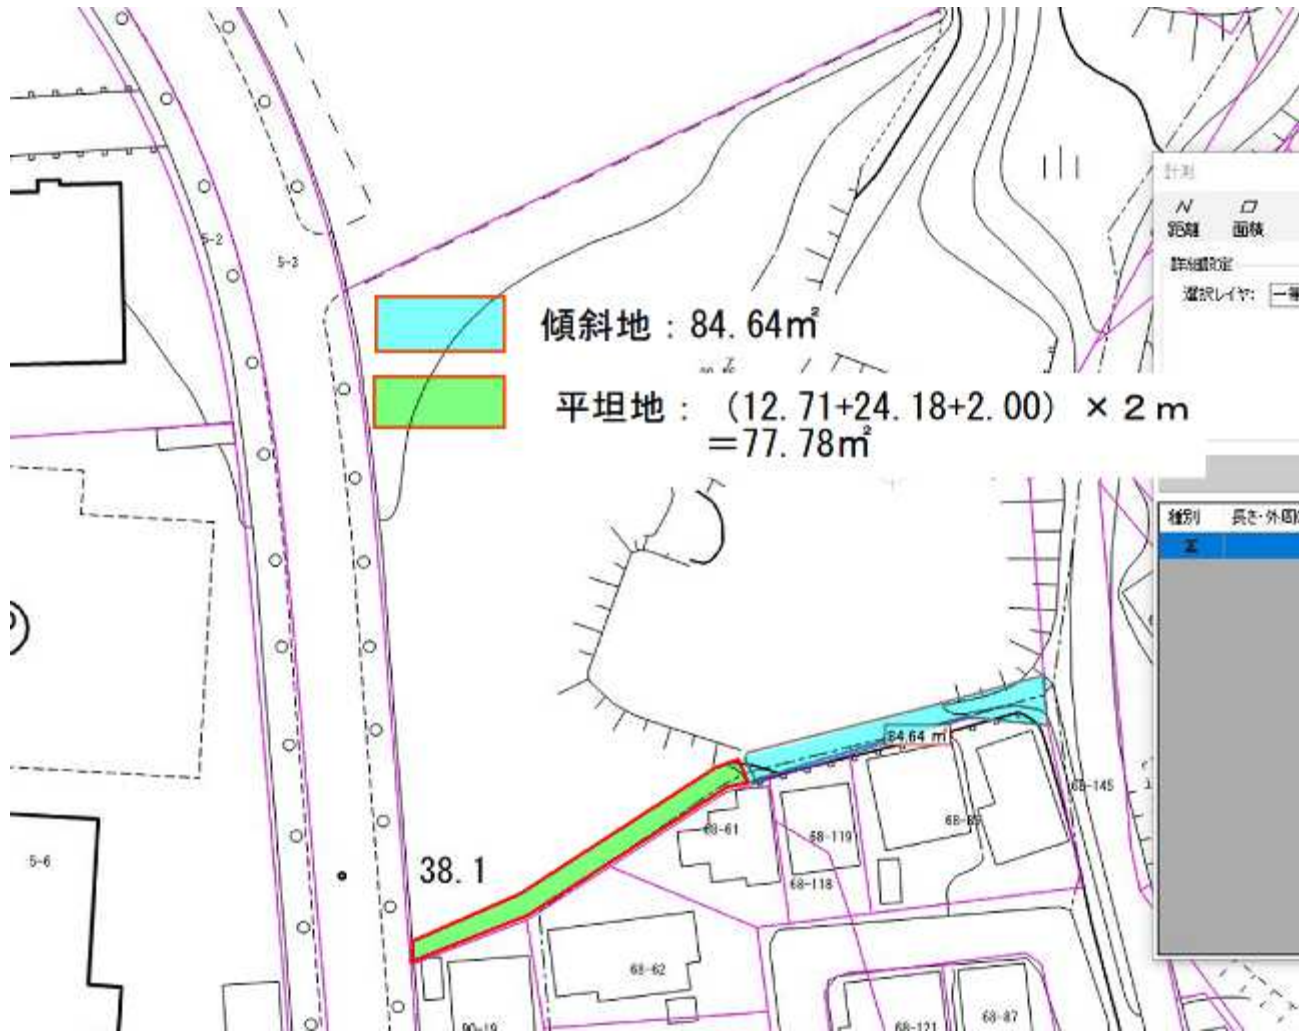 計測
距離 面積
5-2
5-3
詳細設定
選択レイヤ:
傾斜地：84.64㎡
平坦地： （12.71+24.18+2.00） × 2 m
＝77.78㎡
種別 長さ・外周
Σ
84.64 ㎡
68-145
68-61
68-119
5-6
38.1
68-118
68-62
68-87
90-19
68-121